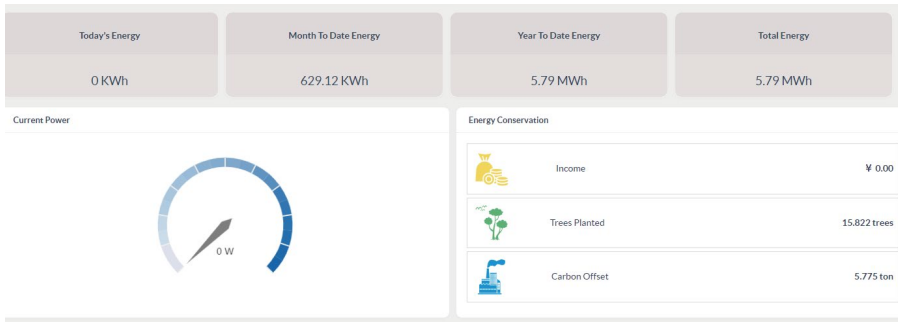 Today's Energy
Month To Date Energy
Year To Date Energy
Total Energy
0 KWh
629.12 KWh
5.79 MWh
5.79 MWh
Current Power
Energy Conservation
0 W
Income
¥ 0.00
Trees Planted
15.822 trees
Carbon Offset
5.775 ton